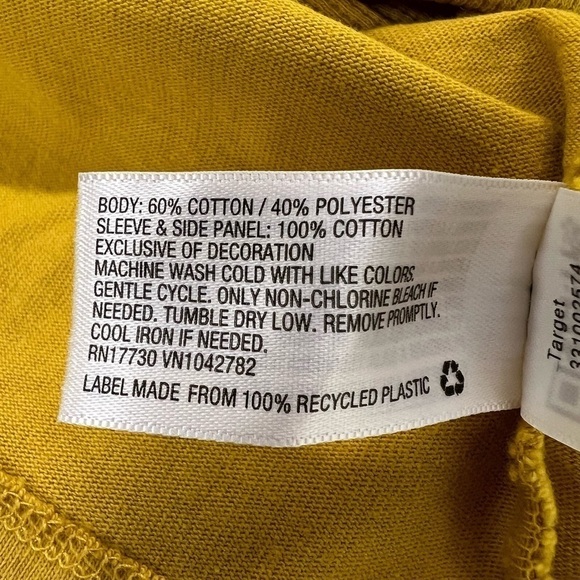 BODY: 60% COTTON / 40% POLYESTER
SLEEVE & SIDE PANEL: 100% COTTON
EXCLUSIVE OF DECORATION
MACHINE WASH COLD WITH LIKE COLORS.
GENTLE CYCLE. ONLY NON-CHLORINE BLEACH IF
NEEDED. TUMBLE DRY LOW. REMOVE PROMPTLY.
COOL IRON IF NEEDED.
RN17730 VN1042782
LABEL MADE FROM 100% RECYCLED PLASTIC
Target